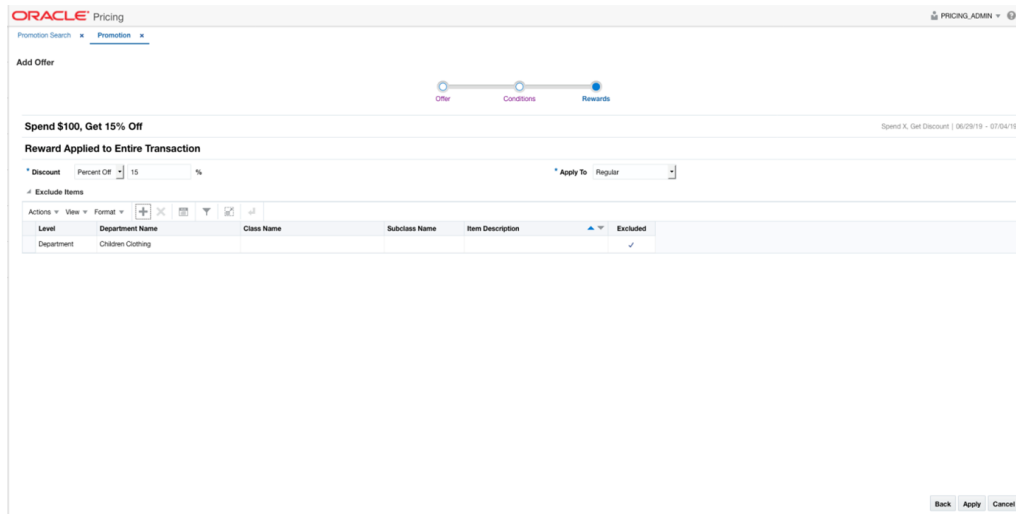 ORACLE® Pricing PRICING_ADMIN
Promotion Search × Promotion ×
Add Offer
Offer Conditions Rewards
Spend $100, Get 15% Off Spend X, Get Discount | 06/29/19 - 07/04/19
Reward Applied to Entire Transaction
* Discount Percent Off 15 % * Apply To Regular
Exclude Items
Actions View Format
Level Department Name Class Name Subclass Name Item Description Excluded
Department Children Clothing ✓
Back Apply Cancel